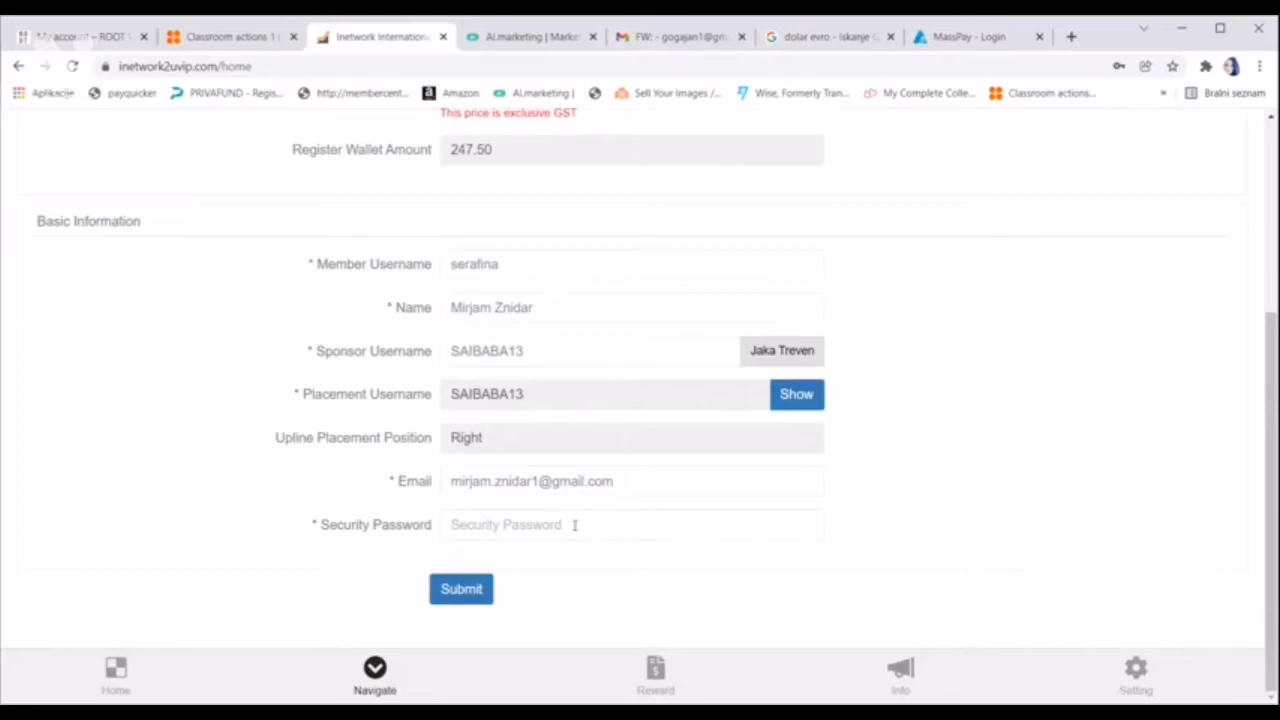 My account – ROOT
Classroom actions 1 (
Inetwork Internation
AI.marketing | Marke
FW: - gogajan1@gm
dolar evro - Iskanje G
MassPay - Login
inetwork2uvip.com/home
Aplikacije
payquicker
PRIVAFUND - Regis...
http://membercent...
Amazon
AI.marketing |
Sell Your Images /...
Wise, Formerly Tran...
My Complete Colle...
Classroom actions...
»
Bralni seznam
This price is exclusive GST
Register Wallet Amount 247.50
Basic Information
* Member Username serafina
* Name Mirjam Znidar
* Sponsor Username SAIBABA13 Jaka Treven
* Placement Username SAIBABA13 Show
Upline Placement Position Right
* Email mirjam.znidar1@gmail.com
* Security Password Security Password
Submit
Home
Navigate
Reward
Info
Setting